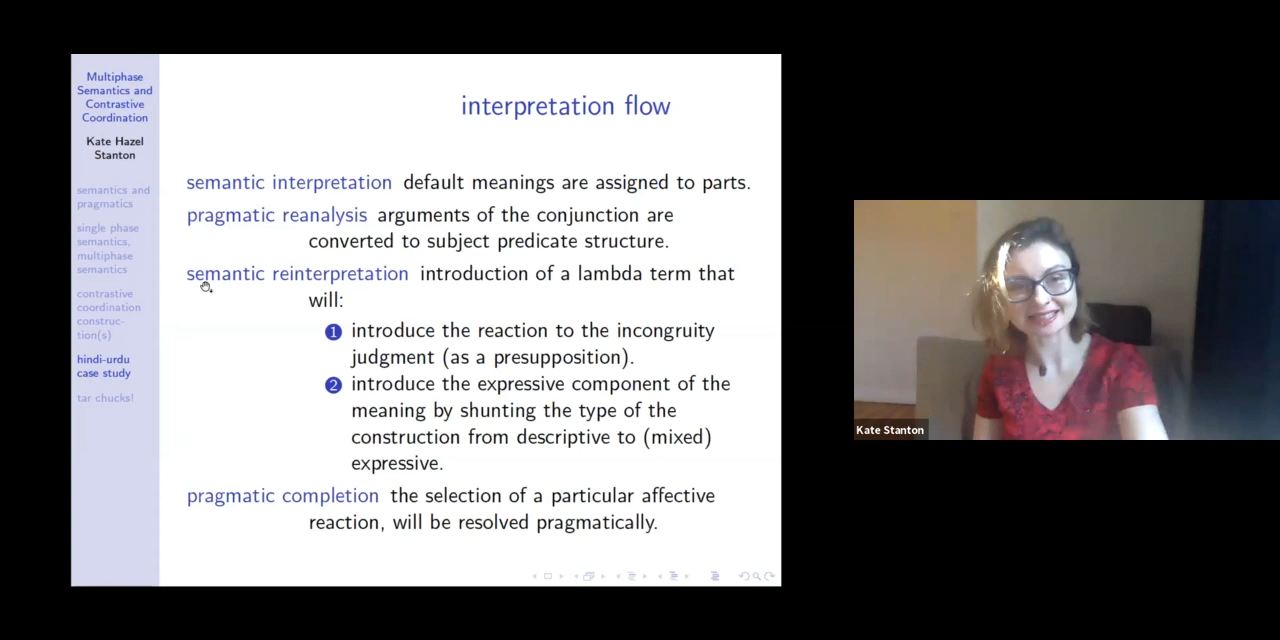 Multiphase
Semantics and
Contrastive
Coordination
Kate Hazel
Stanton
semantics and
pragmatics
single phase
semantics,
multiphase
semantics
contrastive
coordination
construc-
tion(s)
hindi-urdu
case study
tar chucks!
interpretation flow
semantic interpretation default meanings are assigned to parts.
pragmatic reanalysis arguments of the conjunction are
converted to subject predicate structure.
semantic reinterpretation introduction of a lambda term that
will:
1 introduce the reaction to the incongruity
judgment (as a presupposition).
2 introduce the expressive component of the
meaning by shunting the type of the
construction from descriptive to (mixed)
expressive.
pragmatic completion the selection of a particular affective
reaction, will be resolved pragmatically.
Kate Stanton